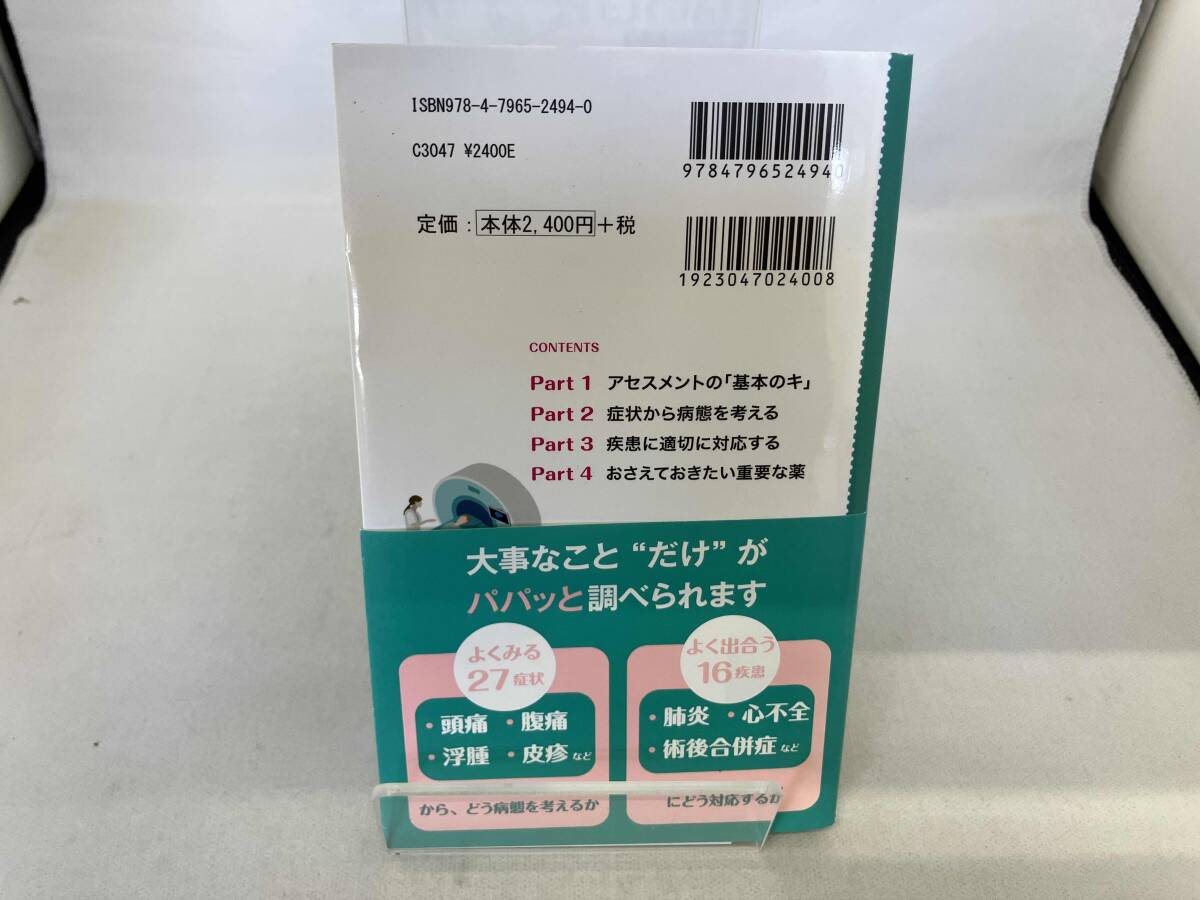 ISBN978-4-7965-2494-0
C3047 ¥2400E
9784796524940
定価：本体2,400円＋税
1923047024008
CONTENTS
Part 1 アセスメントの「基本のキ」
Part 2 症状から病態を考える
Part 3 疾患に適切に対応する
Part 4 おさえておきたい重要な薬
大事なこと“だけ”が
パパッと調べられます
よくみる
27症状
・頭痛 ・腹痛
・浮腫 ・皮疹など
から、どう病態を考えるか
よく出合う
16疾患
・肺炎 ・心不全
・術後合併症など
にどう対応するか